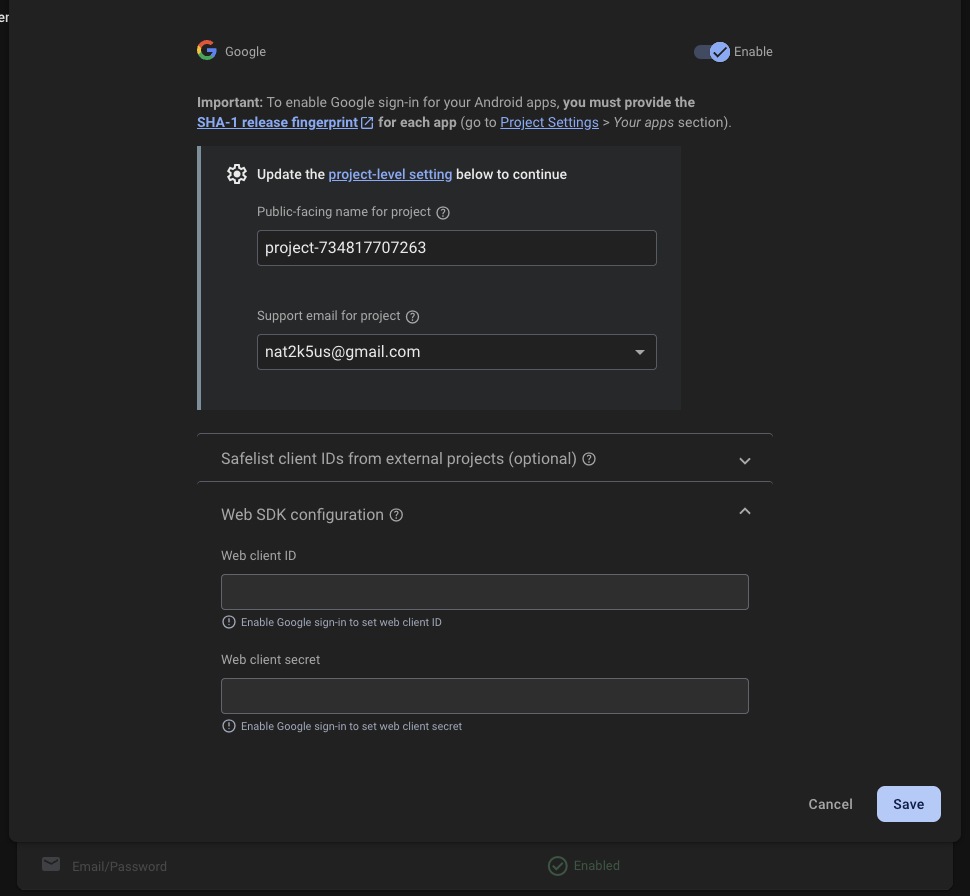 er
Google
Enable
Important: To enable Google sign-in for your Android apps, you must provide the
SHA-1 release fingerprint for each app (go to Project Settings > Your apps section).
Update the project-level setting below to continue
Public-facing name for project
project-734817707263
Support email for project
nat2k5us@gmail.com
Safelist client IDs from external projects (optional)
Web SDK configuration
Web client ID
Enable Google sign-in to set web client ID
Web client secret
Enable Google sign-in to set web client secret
Cancel
Save
Email/Password
Enabled